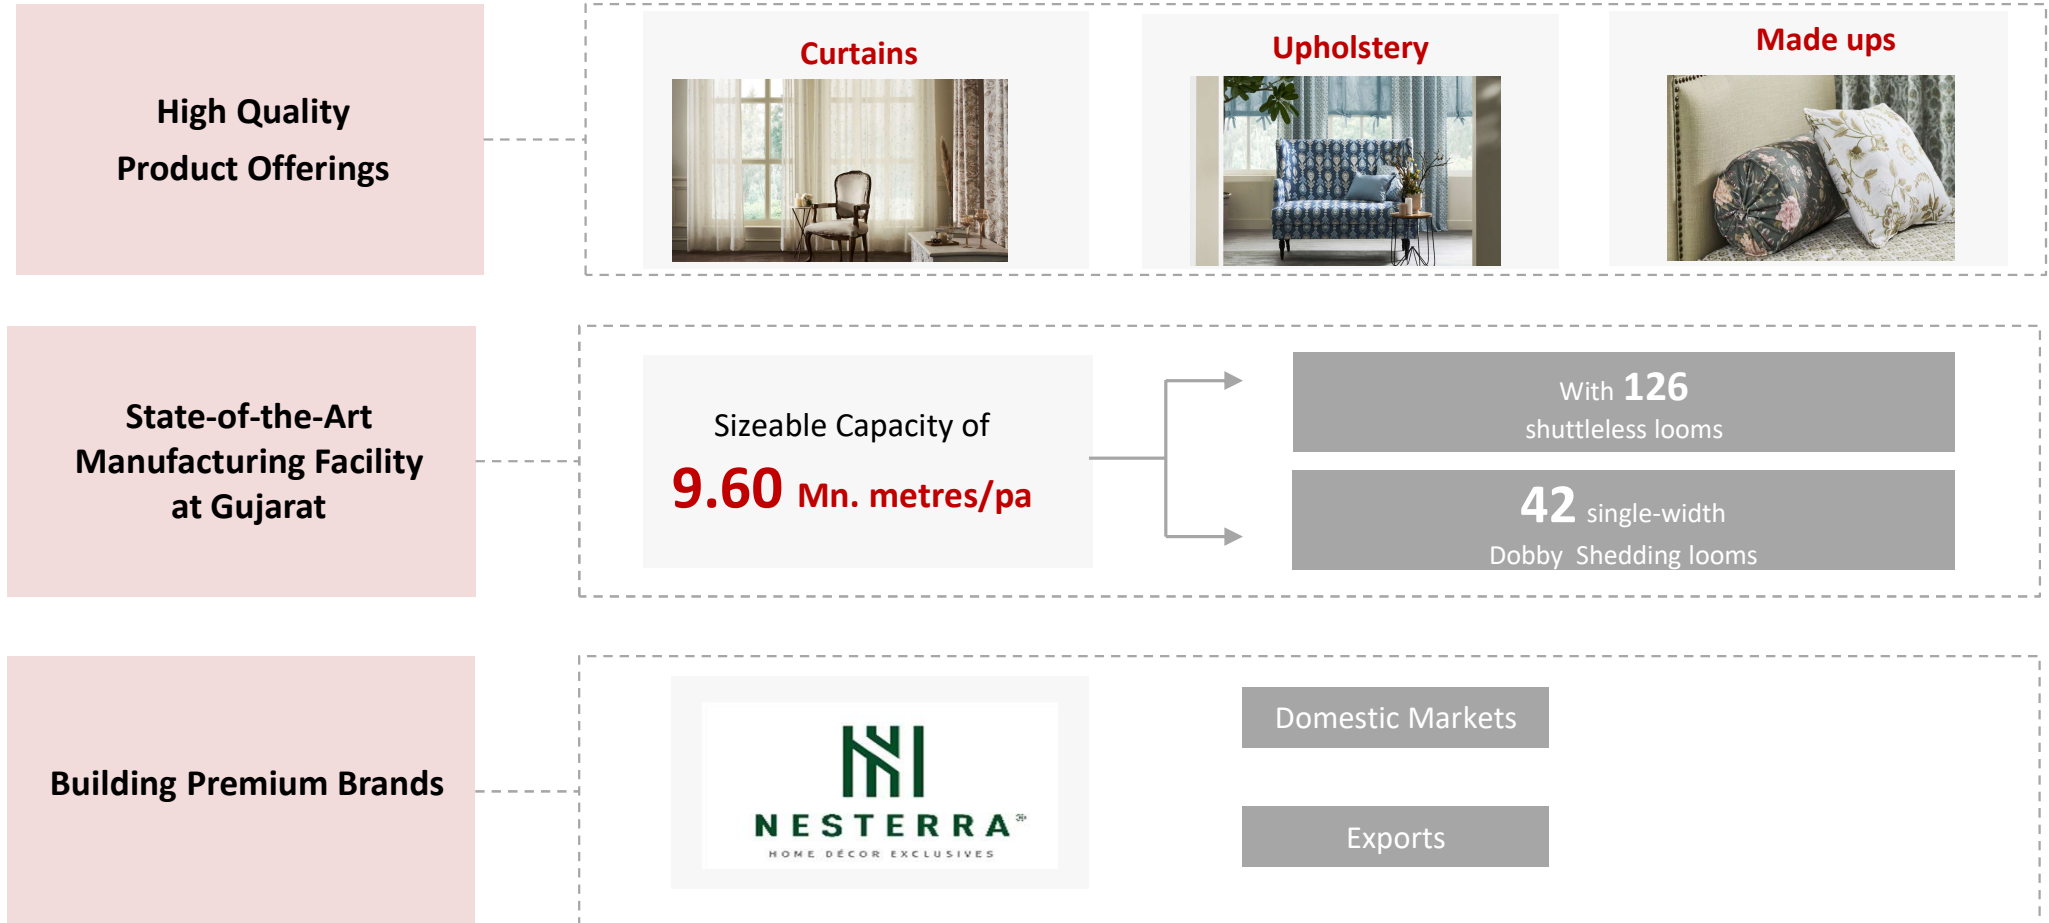 High Quality
Product Offerings
Curtains
Upholstery
Made ups
State-of-the-Art
Manufacturing Facility
at Gujarat
Sizeable Capacity of
9.60 Mn. metres/pa
With 126
shuttleless looms
42 single-width
Dobby Shedding looms
Building Premium Brands
NESTERRA
HOME DÉCOR EXCLUSIVES
Domestic Markets
Exports